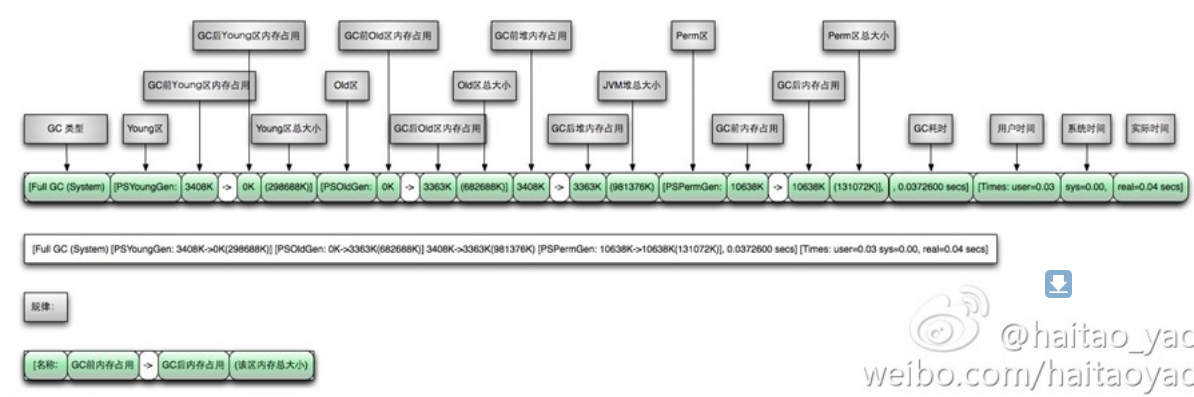 GC后Young区内存占用 GC前Old区内存占用 GC前堆内存占用 Perm区 Perm区总大小
GC前Young区内存占用 Old区 Old区总大小 JVM堆总大小 GC后内存占用
GC 类型 Young区 Young区总大小 GC后Old区内存占用 GC后堆内存占用 GC前内存占用 GC耗时 用户时间 系统时间 实际时间
[Full GC (System) [PSYoungGen: 3408K -> 0K (298688K)] [PSOldGen: 0K -> 3363K (682688K)] 3408K -> 3363K (981376K) [PSPermGen: 10638K -> 10638K (131072K)], , 0.0372600 secs] [Times: user=0.03 sys=0.00, real=0.04 secs]
[Full GC (System) [PSYoungGen: 3408K->0K(298688K)] [PSOldGen: 0K->3363K(682688K)] 3408K->3363K(981376K) [PSPermGen: 10638K->10638K(131072K)], 0.0372600 secs] [Times: user=0.03 sys=0.00, real=0.04 secs]
规律:
[名称: GC前内存占用 -> GC后内存占用 (该区内存总大小)
@haitao_yao
weibo.com/haitaoyao